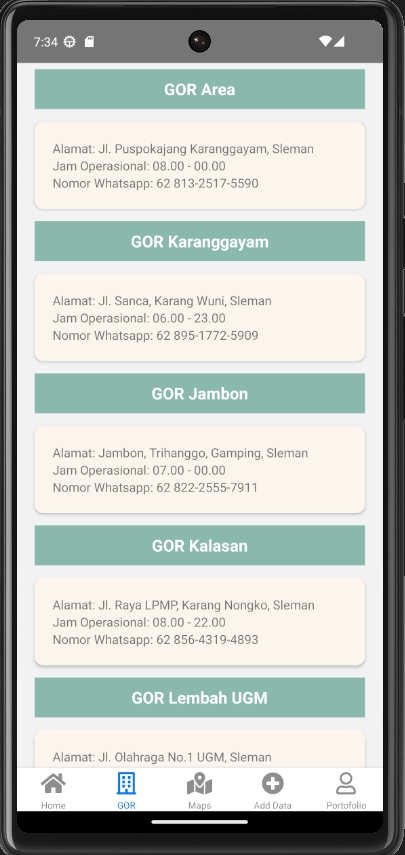 7:34
GOR Area
Alamat: Jl. Puspokajang Karanggayam, Sleman
Jam Operasional: 08.00 - 00.00
Nomor Whatsapp: 62 813-2517-5590
GOR Karanggayam
Alamat: Jl. Sanca, Karang Wuni, Sleman
Jam Operasional: 06.00 - 23.00
Nomor Whatsapp: 62 895-1772-5909
GOR Jambon
Alamat: Jambon, Trihanggo, Gamping, Sleman
Jam Operasional: 07.00 - 00.00
Nomor Whatsapp: 62 822-2555-7911
GOR Kalasan
Alamat: Jl. Raya LPMP, Karang Nongko, Sleman
Jam Operasional: 08.00 - 22.00
Nomor Whatsapp: 62 856-4319-4893
GOR Lembah UGM
Alamat: Jl. Olahraga No.1 UGM, Sleman
Home GOR Maps Add Data Portofolio